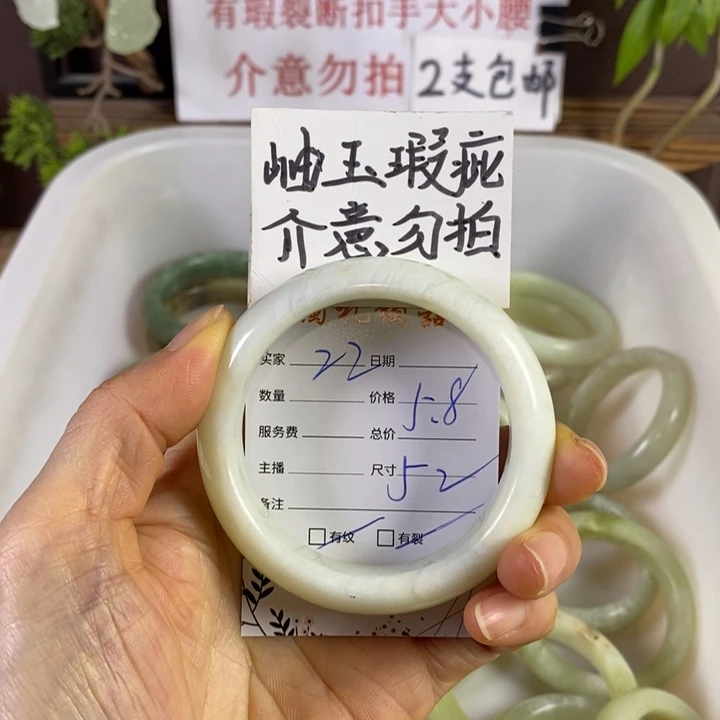 有瑕裂断扣手大小腰
介意勿拍 2支包邮
岫玉瑕疵
介意勿拍
买家 22 日期
数量 价格 5.8
服务费 总价
主播 尺寸 52
备注
□有纹 □有裂